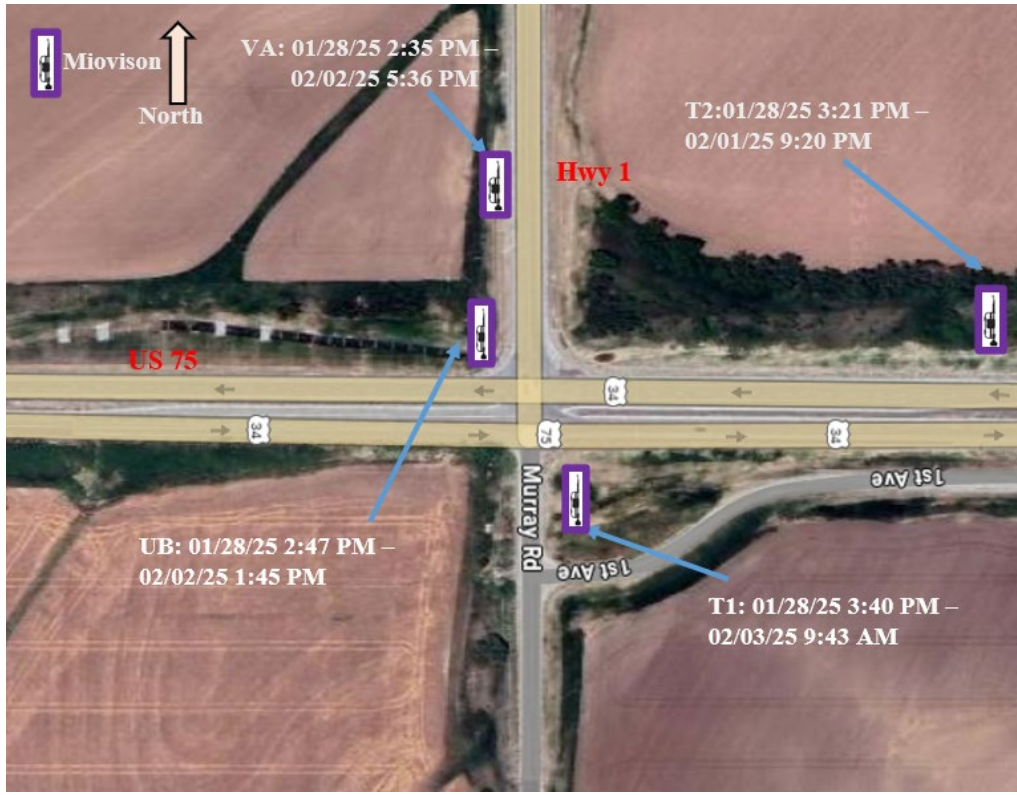 Miovison
North
VA: 01/28/25 2:35 PM –
02/02/25 5:36 PM
T2:01/28/25 3:21 PM –
02/01/25 9:20 PM
Hwy 1
US 75
34
34
75
34
1st Ave
Murray Rd
UB: 01/28/25 2:47 PM –
02/02/25 1:45 PM
1st Ave
T1: 01/28/25 3:40 PM –
02/03/25 9:43 AM